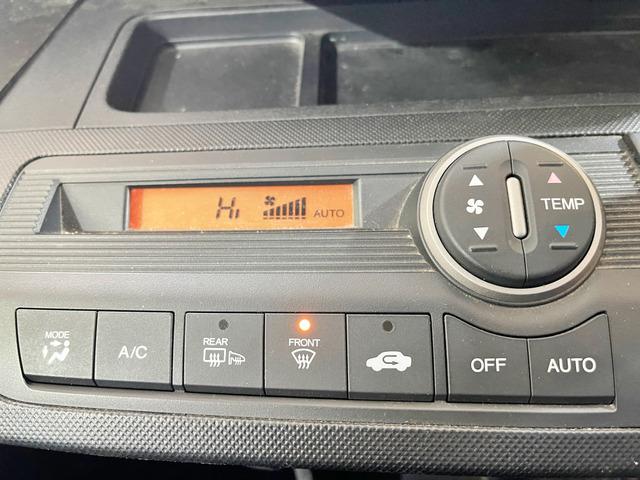 Hi AUTO
TEMP
MODE
A/C
REAR
FRONT
OFF
AUTO